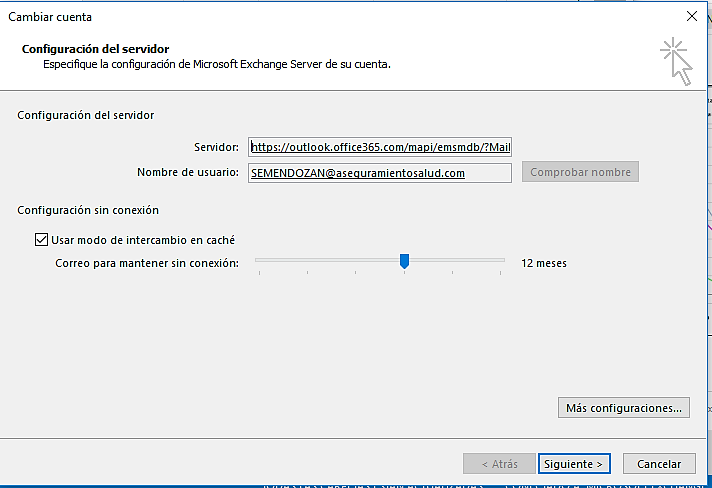 Cambiar cuenta
Configuración del servidor
Especifique la configuración de Microsoft Exchange Server de su cuenta.
Configuración del servidor
Servidor: https://outlook.office365.com/mapi/emsmdb/?Mail
Nombre de usuario: SEMENDOZAN@aseguramientosalud.com Comprobar nombre
Configuración sin conexión
Usar modo de intercambio en caché
Correo para mantener sin conexión: 12 meses
Más configuraciones...
< Atrás Siguiente > Cancelar